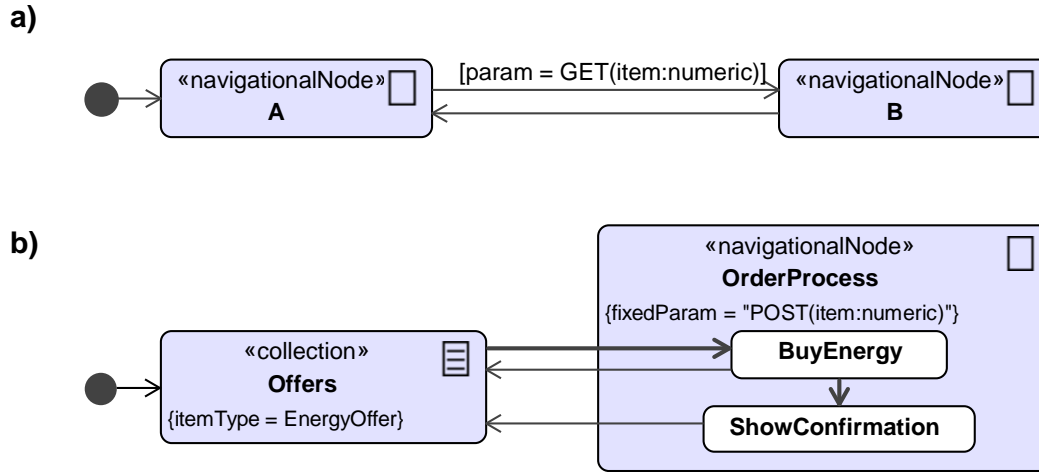 a)
«navigationalNode»
A
[param = GET(item:numeric)]
«navigationalNode»
B
b)
«collection»
Offers
{itemType = EnergyOffer}
«navigationalNode»
OrderProcess
{fixedParam = "POST(item:numeric)"}
BuyEnergy
ShowConfirmation